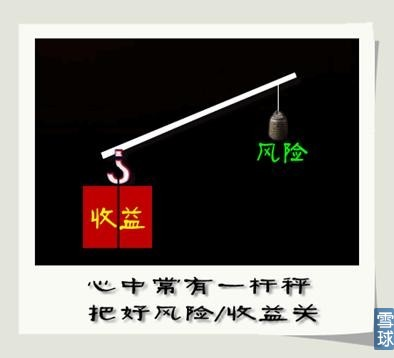 风险
收益
心中常有一杆秤
把好风险/收益关
雪球